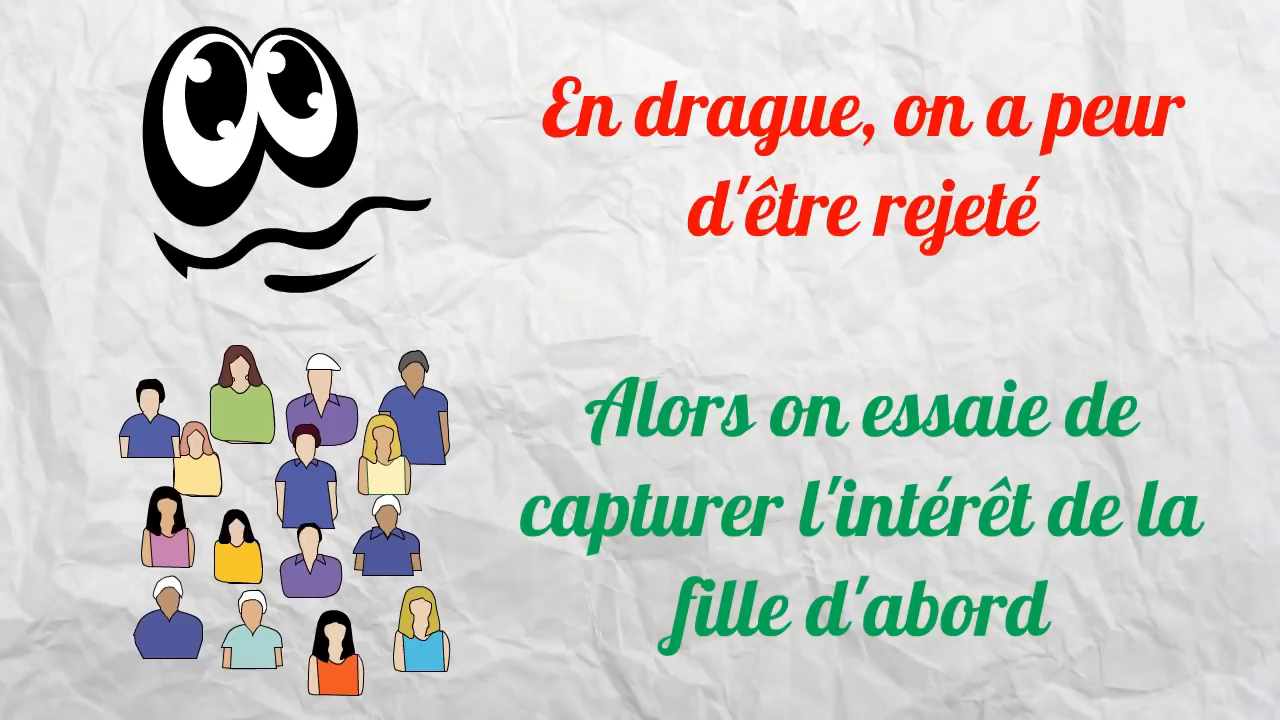 En drague, on a peur
d'être rejeté
Alors on essaie de
capturer l'intérêt de la
fille d'abord